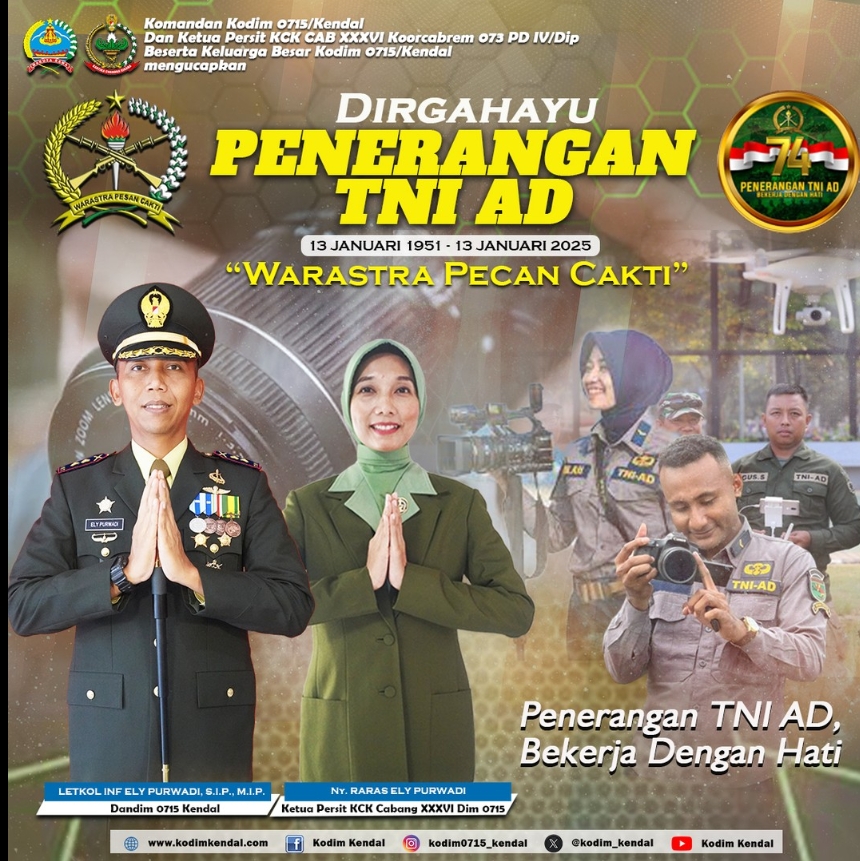 Komandan Kodim 0715/Kendal
Dan Ketua Persit KCK CAB XXXVI Koorcabrem 073 PD IV/Dip
Beserta Keluarga Besar Kodim 0715/Kendal
mengucapkan
DIRGAHAYU
PENERANGAN
TNI AD
13 JANUARI 1951 - 13 JANUARI 2025
“WARASTRA PECAN CAKTI”
WARASTRA PESAN CAKTI
74
PENERANGAN TNI AD
BEKERJA DENGAN HATI
ZOOM LEN
ELY PURWADI
TNI-AD
TNI-AD
TNI-AD
Penerangan TNI AD,
Bekerja Dengan Hati
LETKOL INF ELY PURWADI, S.I.P., M.I.P.
Dandim 0715 Kendal
NY. RARAS ELY PURWADI
Ketua Persit KCK Cabang XXXVI Dim 0715
www.kodimkendal.com Kodim Kendal kodim0715_kendal @kodim_kendal Kodim Kendal